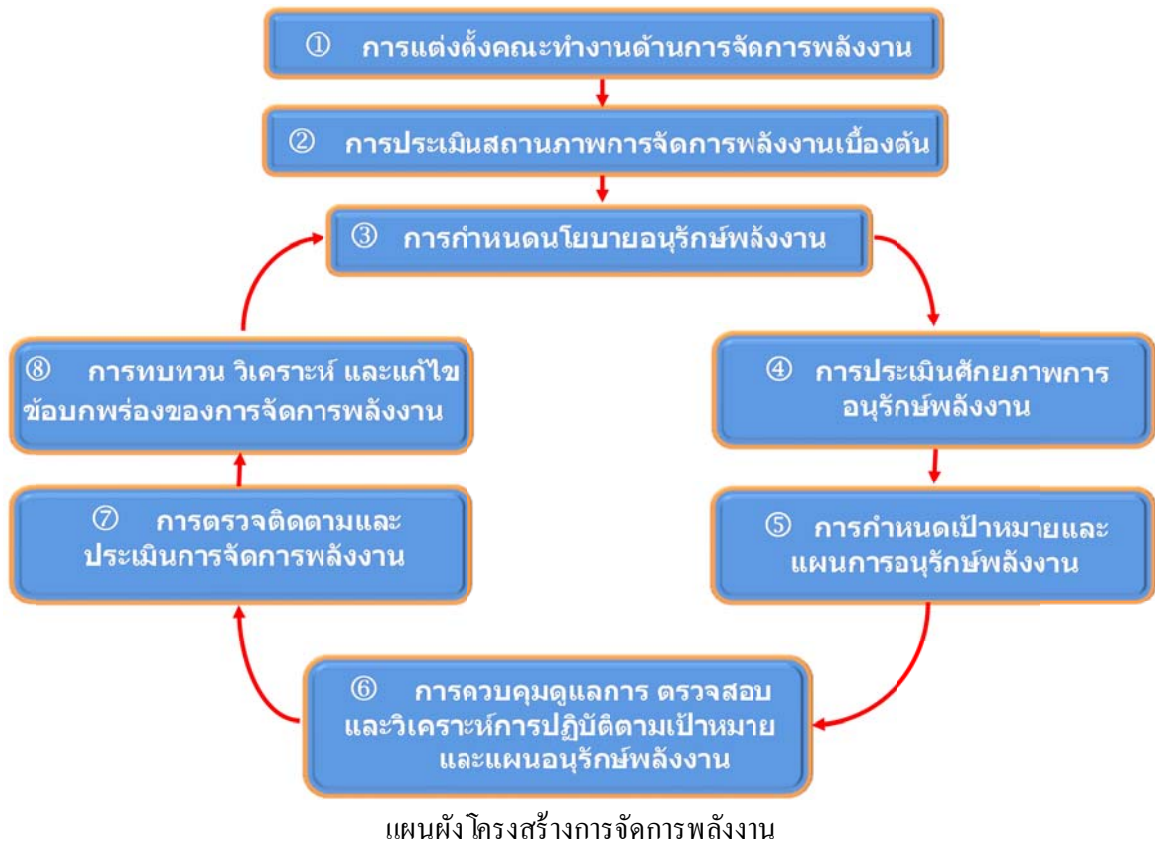 ① การแต่งตั้งคณะทำงานด้านการจัดการพลังงาน
② การประเมินสถานภาพการจัดการพลังงานเบื้องต้น
③ การกำหนดนโยบายอนุรักษ์พลังงาน
④ การประเมินศักยภาพการ
อนุรักษ์พลังงาน
⑤ การกำหนดเป้าหมายและ
แผนการอนุรักษ์พลังงาน
⑥ การควบคุมดูแลการ ตรวจสอบ
และวิเคราะห์การปฏิบัติตามเป้าหมาย
และแผนอนุรักษ์พลังงาน
⑦ การตรวจติดตามและ
ประเมินการจัดการพลังงาน
⑧ การทบทวน วิเคราะห์ และแก้ไข
ข้อบกพร่องของการจัดการพลังงาน
แผนผังโครงสร้างการจัดการพลังงาน